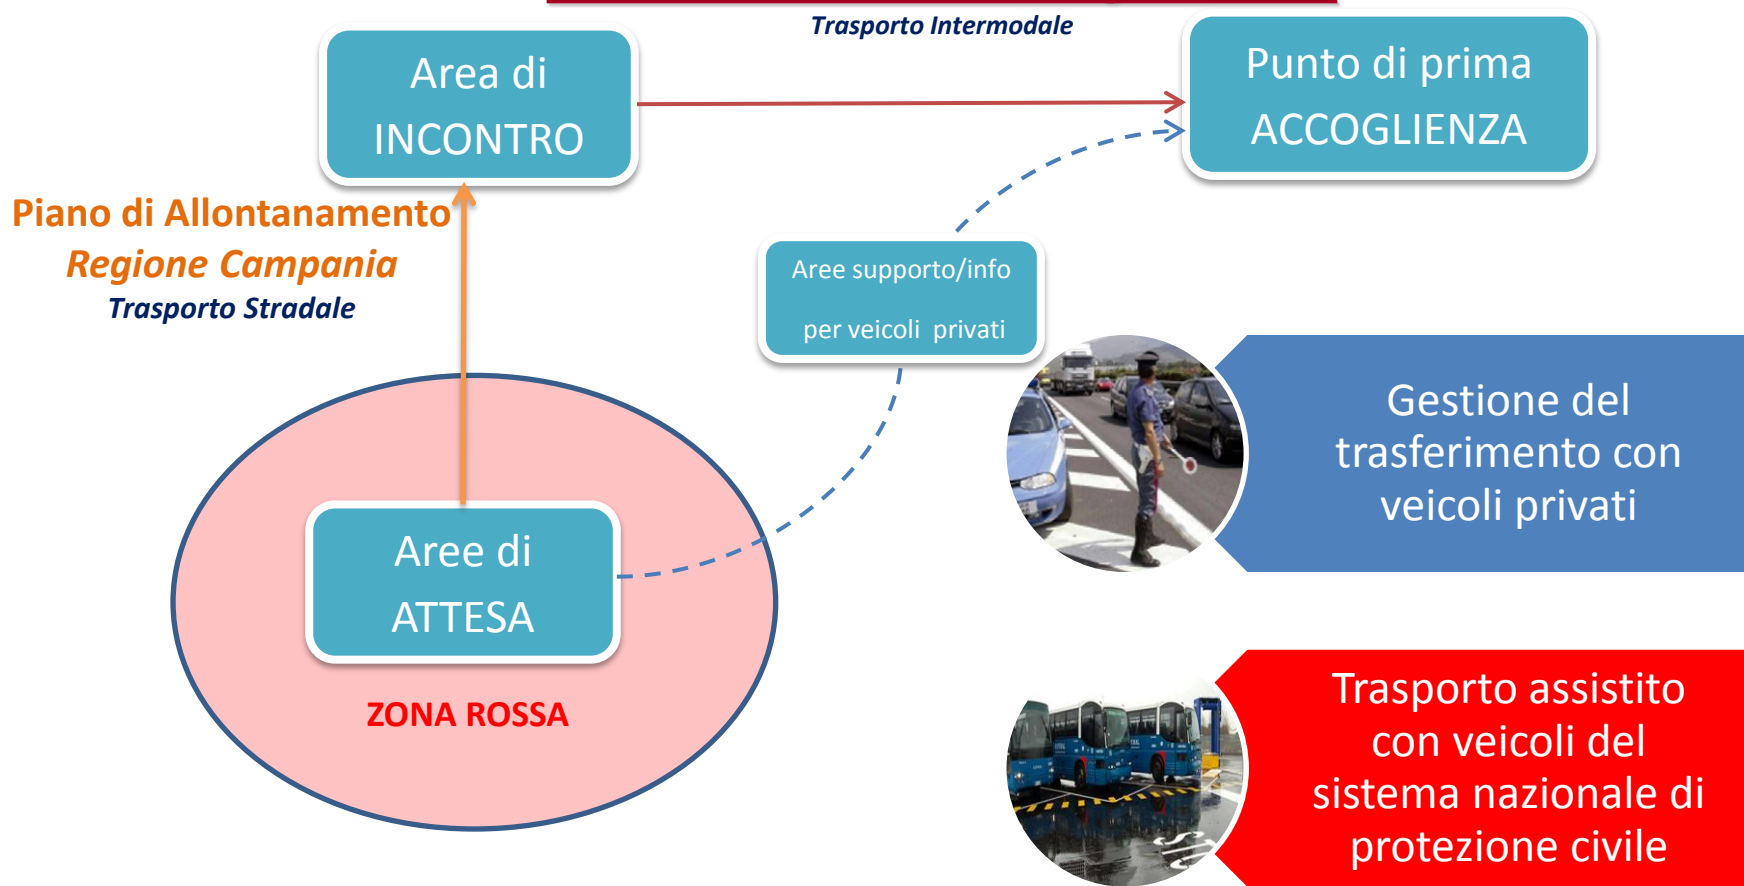 Trasporto Intermodale
Area di
INCONTRO
Punto di prima
ACCOGLIENZA
Piano di Allontanamento
Regione Campania
Trasporto Stradale
Aree supporto/info
per veicoli privati
Gestione del
trasferimento con
veicoli privati
Aree di
ATTESA
ZONA ROSSA
Trasporto assistito
con veicoli del
sistema nazionale di
protezione civile